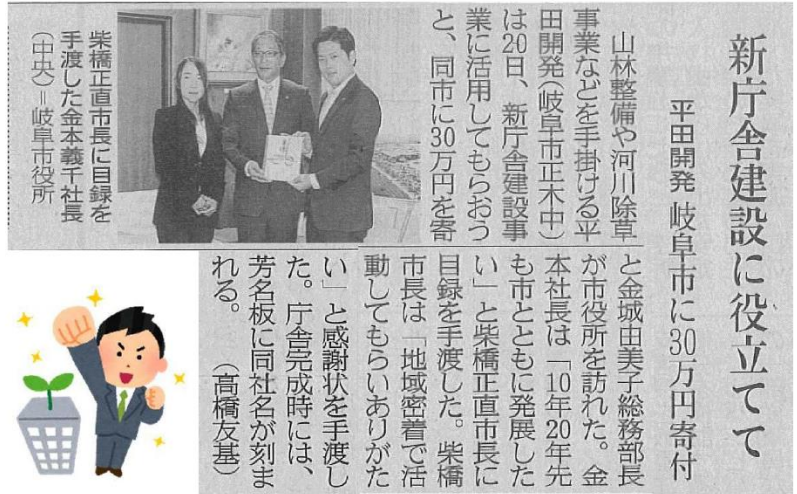 新庁舎建設に役立てて
平田開発 岐阜市に30万円寄付
山林整備や河川除草
事業などを手掛ける平
田開発(岐阜市正木中)
は20日、新庁舎建設事
業に活用してもらおう
と、同市に30万円を寄
柴橋正直市長に目録を
手渡した金本義千社長
(中央)=岐阜市役所
と金城由美子総務部長
が市役所を訪れた。金
本社長は「10年20年先
も市とともに発展した
い」と柴橋正直市長に
目録を手渡した。柴橋
市長は「地域密着で活
動してもらいありがた
い」と感謝状を手渡し
た。庁舎完成時には、
芳名板に同社名が刻ま
れる。 (高橋友基)